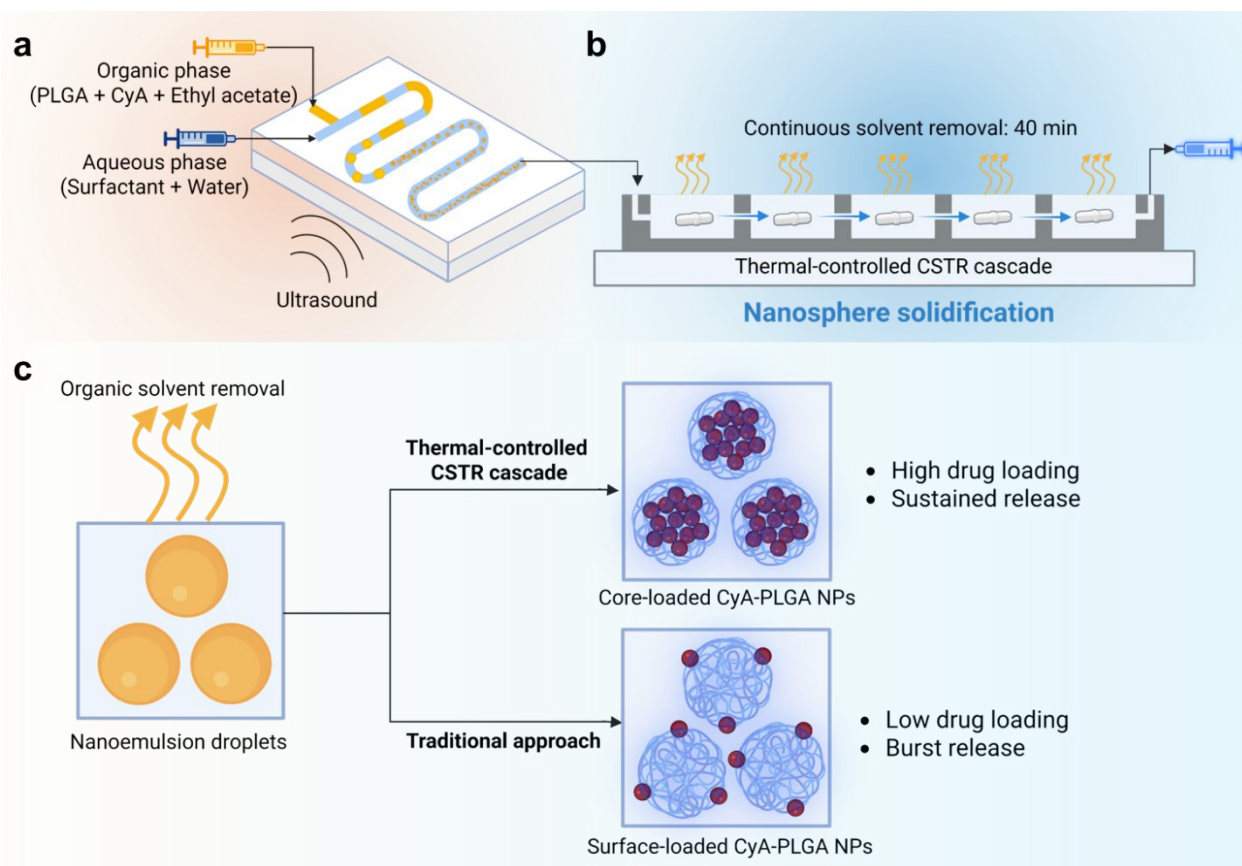 a
Organic phase
(PLGA + CyA + Ethyl acetate)
Aqueous phase
(Surfactant + Water)
Ultrasound
b
Continuous solvent removal: 40 min
Thermal-controlled CSTR cascade
Nanosphere solidification
c
Organic solvent removal
Nanoemulsion droplets
Thermal-controlled
CSTR cascade
Traditional approach
Core-loaded CyA-PLGA NPs
• High drug loading
• Sustained release
Surface-loaded CyA-PLGA NPs
• Low drug loading
• Burst release